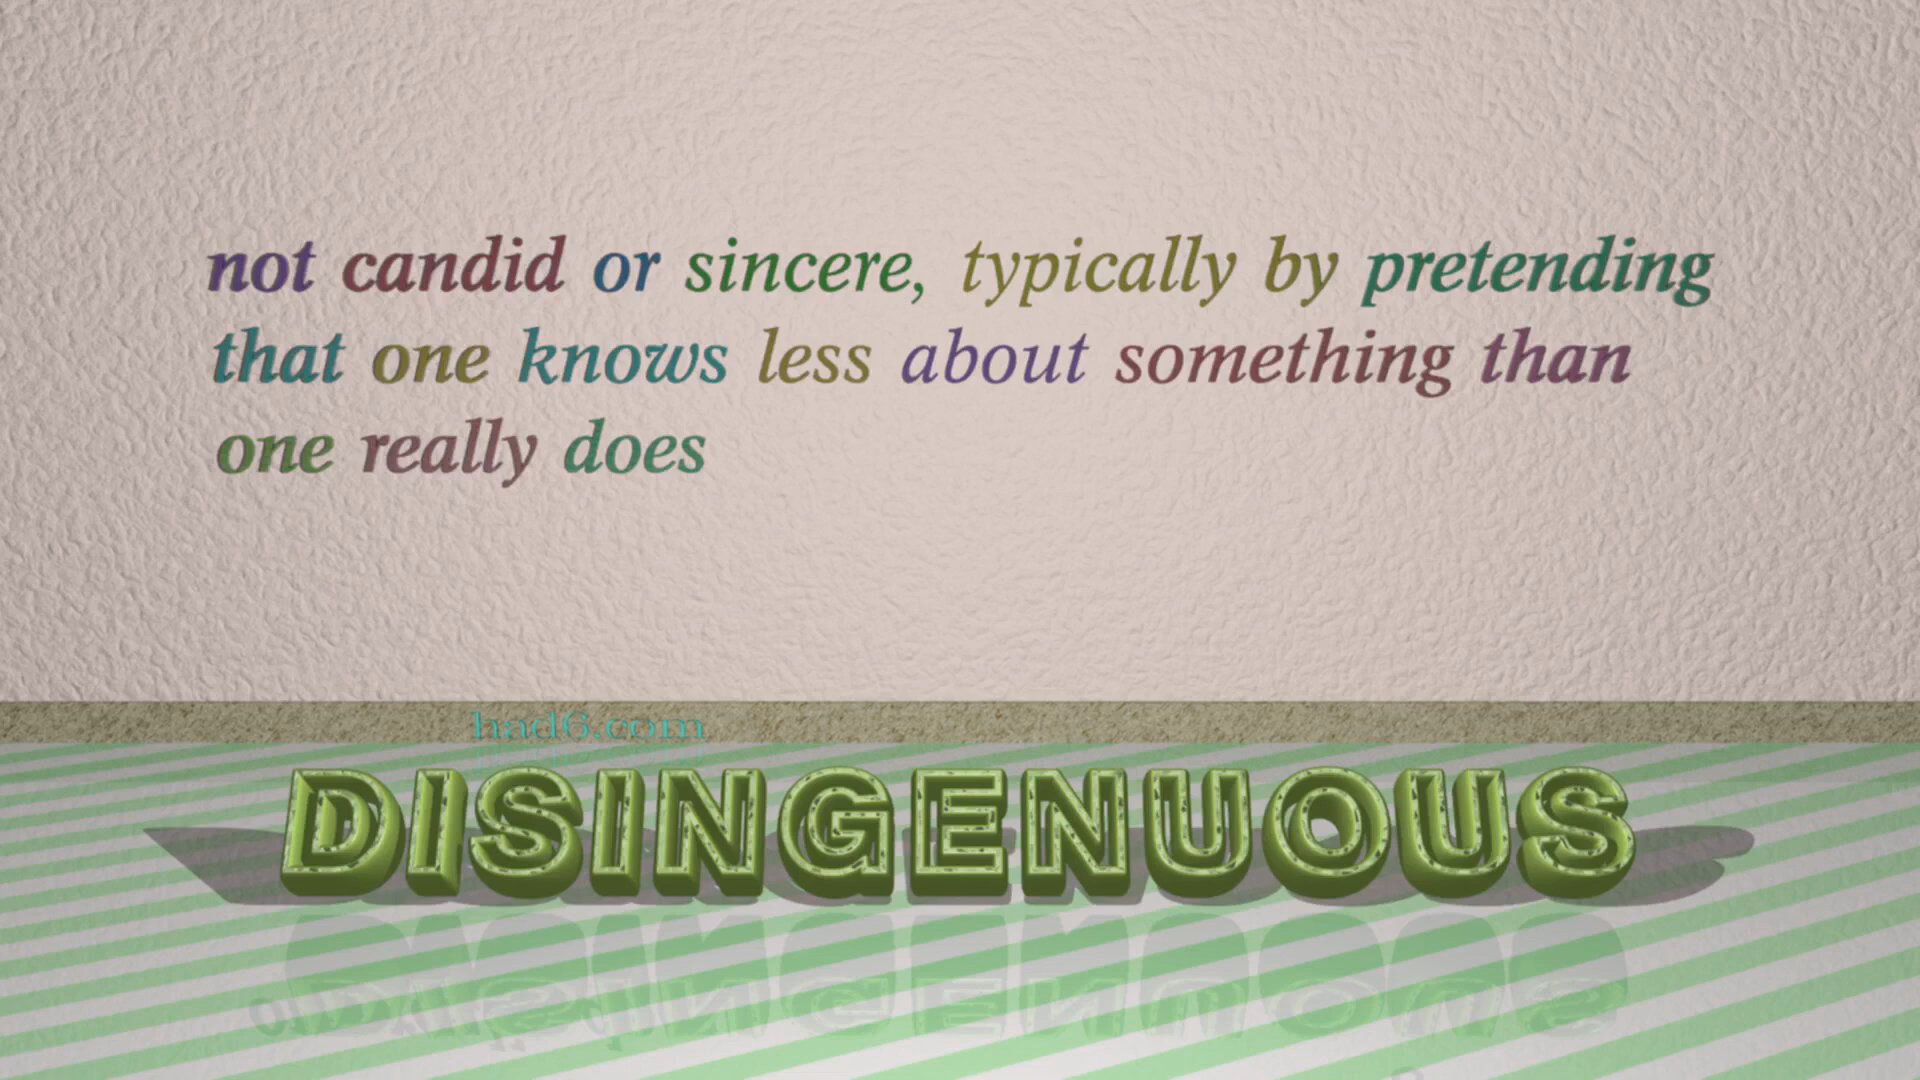 not candid or sincere, typically by pretending
that one knows less about something than
one really does
had6.com
DISINGENUOUS